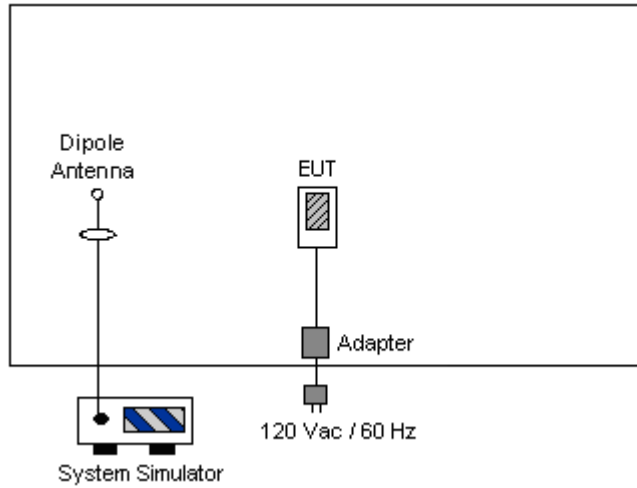 Dipole
Antenna
EUT
Adapter
120 Vac / 60 Hz
System Simulator